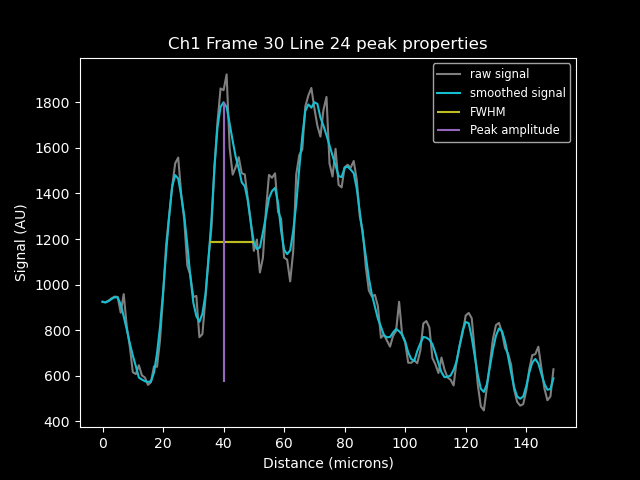 Ch1 Frame 30 Line 24 peak properties
raw signal
smoothed signal
FWHM
Peak amplitude
Signal (AU)
1800
1600
1400
1200
1000
800
600
400
0 20 40 60 80 100 120 140
Distance (microns)